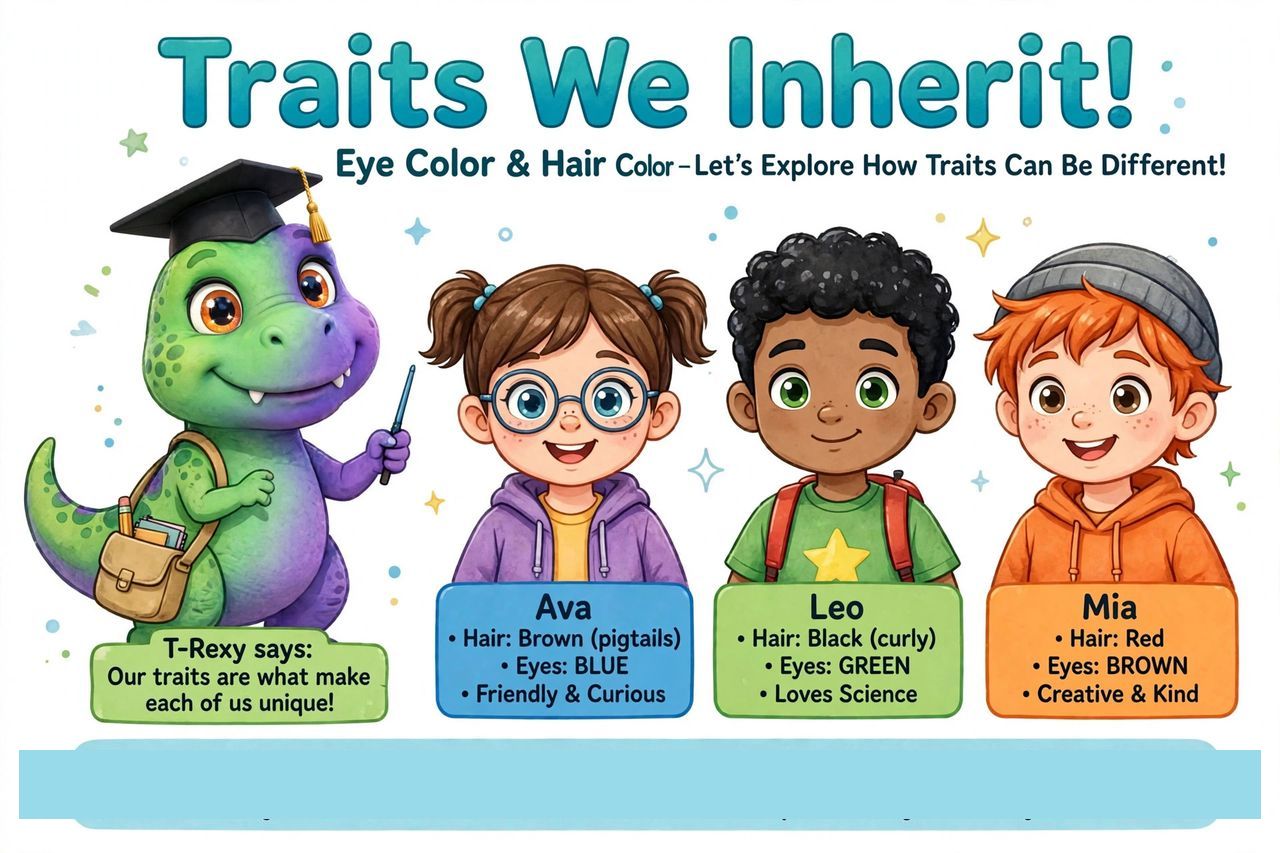 Traits We Inherit!
Eye Color & Hair Color – Let's Explore How Traits Can Be Different!
T-Rexy says:
Our traits are what make
each of us unique!
Ava
• Hair: Brown (pigtails)
• Eyes: BLUE
• Friendly & Curious
Leo
• Hair: Black (curly)
• Eyes: GREEN
• Loves Science
Mia
• Hair: Red
• Eyes: BROWN
• Creative & Kind